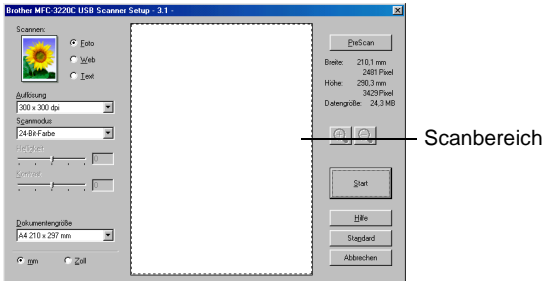 Brother MFC-3220C USB Scanner Setup - 3.1 -
Scannen:
Foto
Web
Text
Auflösung
300 x 300 dpi
Scanmodus
24-Bit-Farbe
Helligkeit
0
Kontrast
0
Dokumentengröße
A4 210 x 297 mm
mm
Zoll
PreScan
Breite: 210,1 mm
2481 Pixel
Höhe: 290,3 mm
3429 Pixel
Datengröße: 24,3 MB
Start
Hilfe
Standard
Abbrechen
Scanbereich